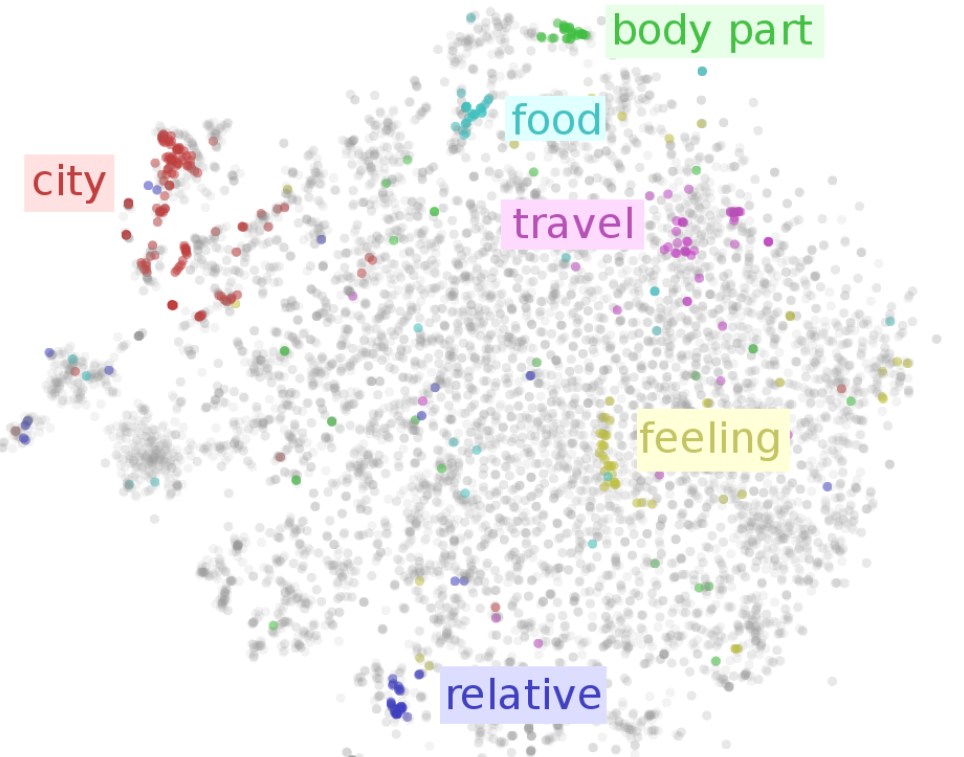 body part
food
city
travel
feeling
relative